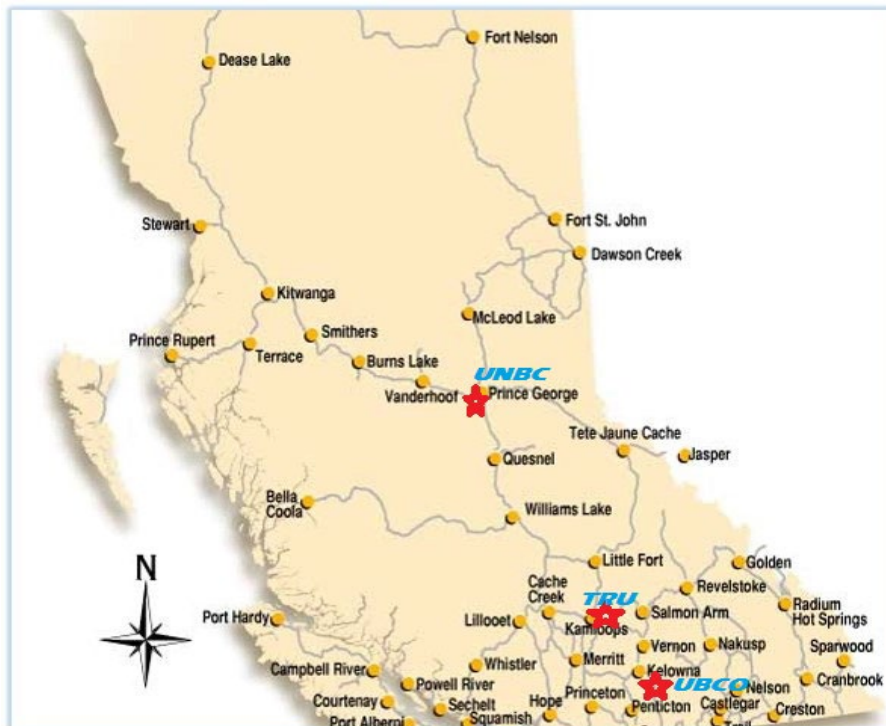 Fort Nelson
Dease Lake
Fort St. John
Stewart
Dawson Creek
Kitwanga
McLeod Lake
Smithers
Prince Rupert
Terrace
Burns Lake
UNBC
Vanderhoof
Prince George
Tete Jaune Cache
Jasper
Quesnel
Bella
Coola
Williams Lake
N
Little Fort
Golden
Cache
Creek
TRU
Revelstoke
Port Hardy
Lillooet
Kamloops
Salmon Arm
Radium
Hot Springs
Vernon
Nakusp
Sparwood
Campbell River
Whistler
Merritt
Kelowna
Cranbrook
Powell River
UBCO
Nelson
Courtenay
Sechelt
Hope
Princeton
Penticton
Castlegar
Creston
Port Alberni
Squamish
Trail